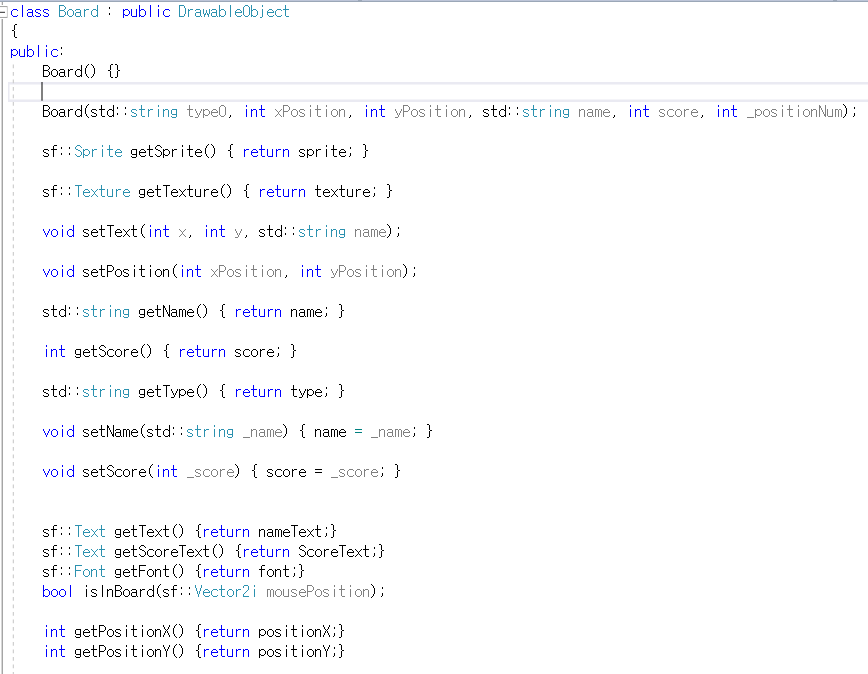 class Board : public DrawableObject
{
public:
Board() {}
Board(std::string typeO, int xPosition, int yPosition, std::string name, int score, int _positionNum);
sf::Sprite getSprite() { return sprite; }
sf::Texture getTexture() { return texture; }
void setText(int x, int y, std::string name);
void setPosition(int xPosition, int yPosition);
std::string getName() { return name; }
int getScore() { return score; }
std::string getType() { return type; }
void setName(std::string _name) { name = _name; }
void setScore(int _score) { score = _score; }
sf::Text getText() {return nameText;}
sf::Text getScoreText() {return ScoreText;}
sf::Font getFont() {return font;}
bool isInBoard(sf::Vector2i mousePosition);
int getPositionX() {return positionX;}
int getPositionY() {return positionY;}